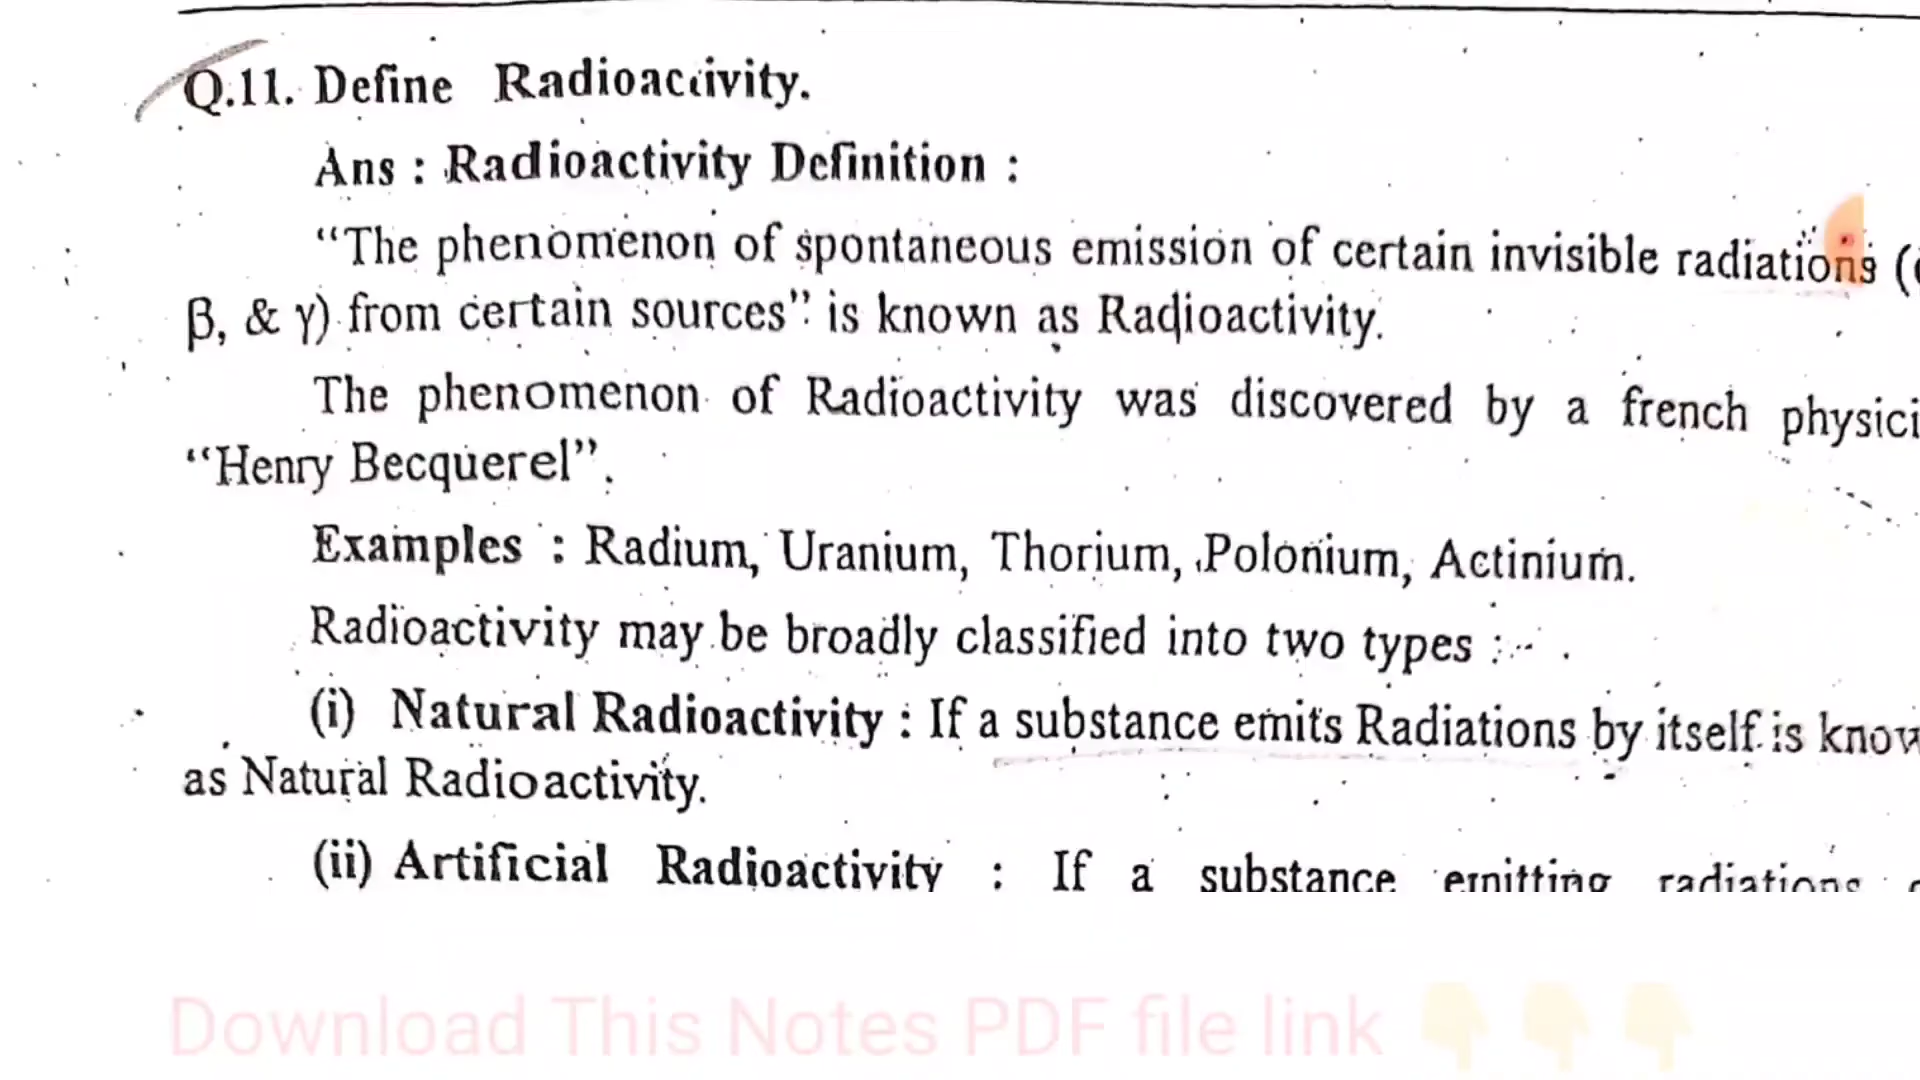 Q.11. Define Radioactivity.
Ans : Radioactivity Definition :
“The phenomenon of spontaneous emission of certain invisible radiations (
β, & γ) from certain sources” is known as Radioactivity.
The phenomenon of Radioactivity was discovered by a french physici
“Henry Becquerel”.
Examples : Radium, Uranium, Thorium, Polonium, Actinium.
Radioactivity may be broadly classified into two types :-
(i) Natural Radioactivity : If a substance emits Radiations by itself is know
as Natural Radioactivity.
(ii) Artificial Radioactivity : If a substance emitting radiations
Download This Notes PDF file link 👇👇👇